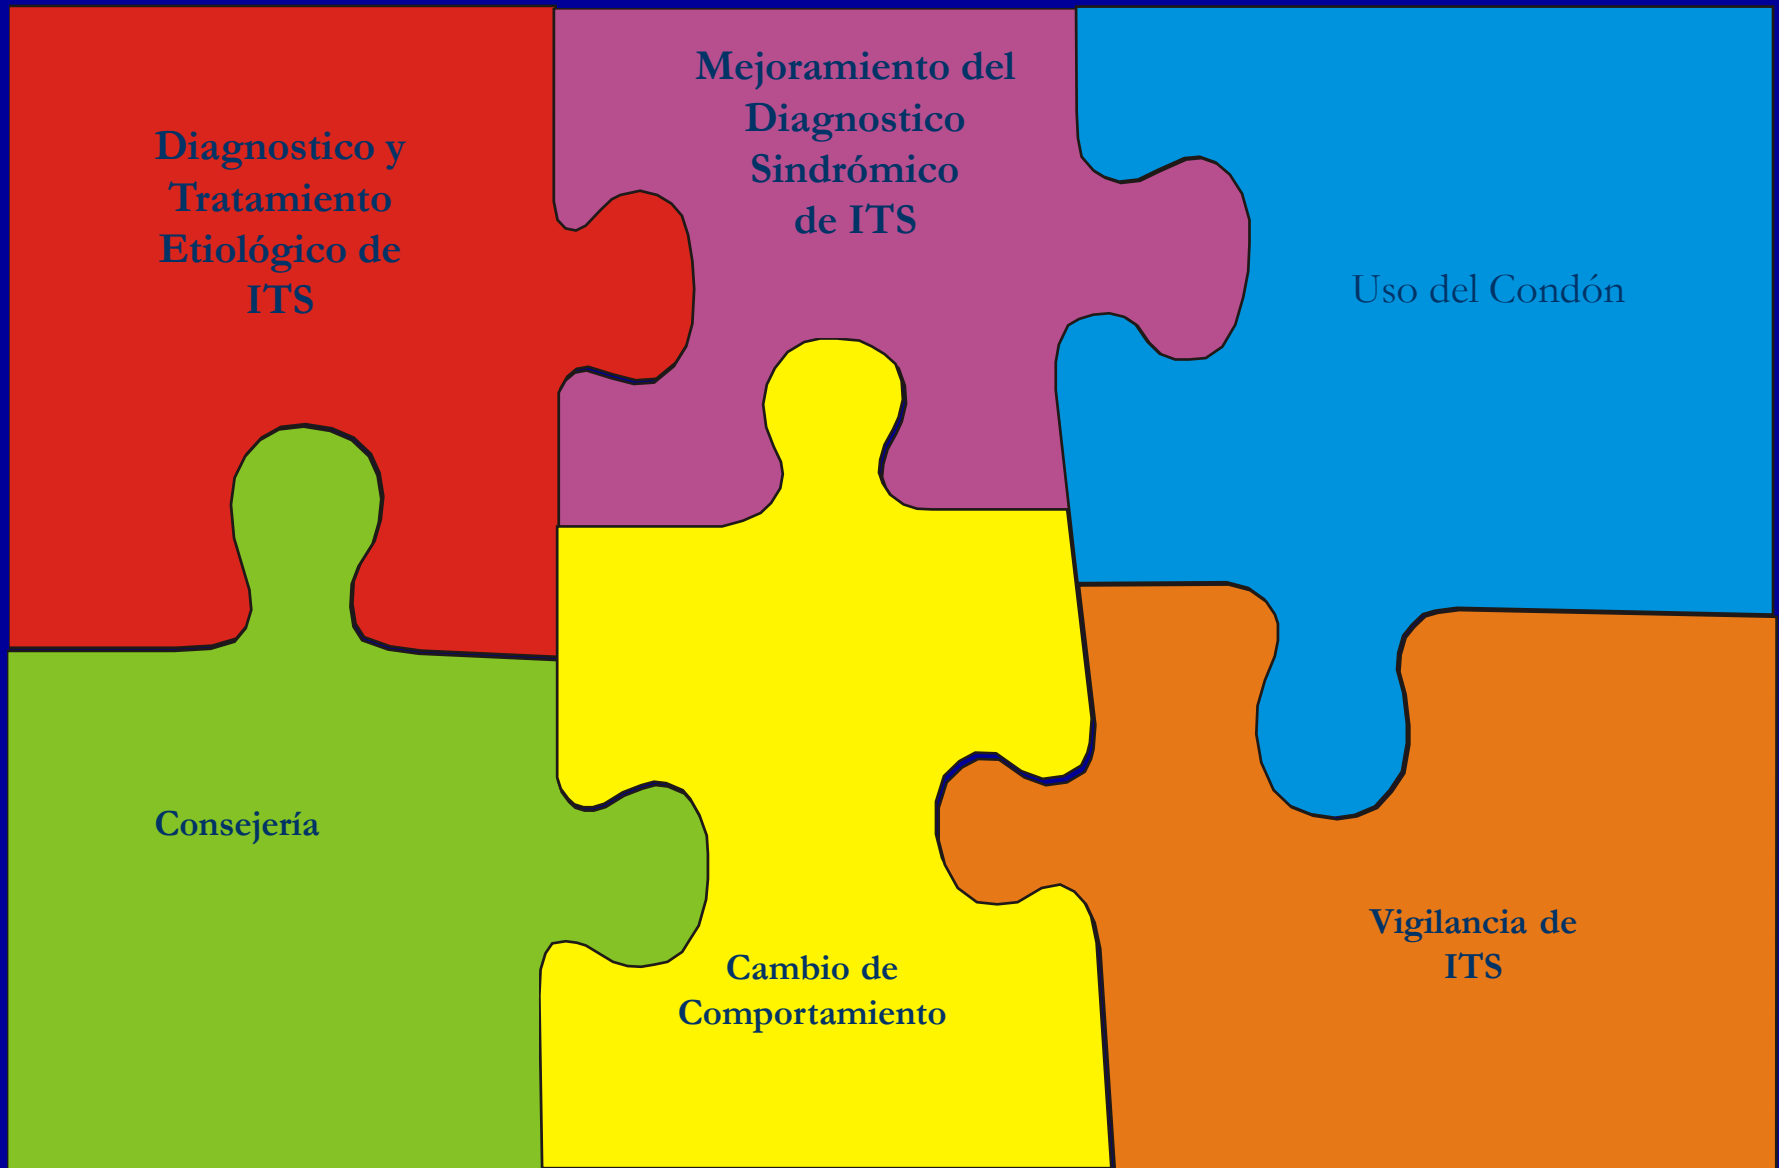 Diagnostico y
Tratamiento
Etiológico de
ITS
Mejoramiento del
Diagnostico
Sindrómico
de ITS
Uso del Condón
Consejería
Cambio de
Comportamiento
Vigilancia de
ITS